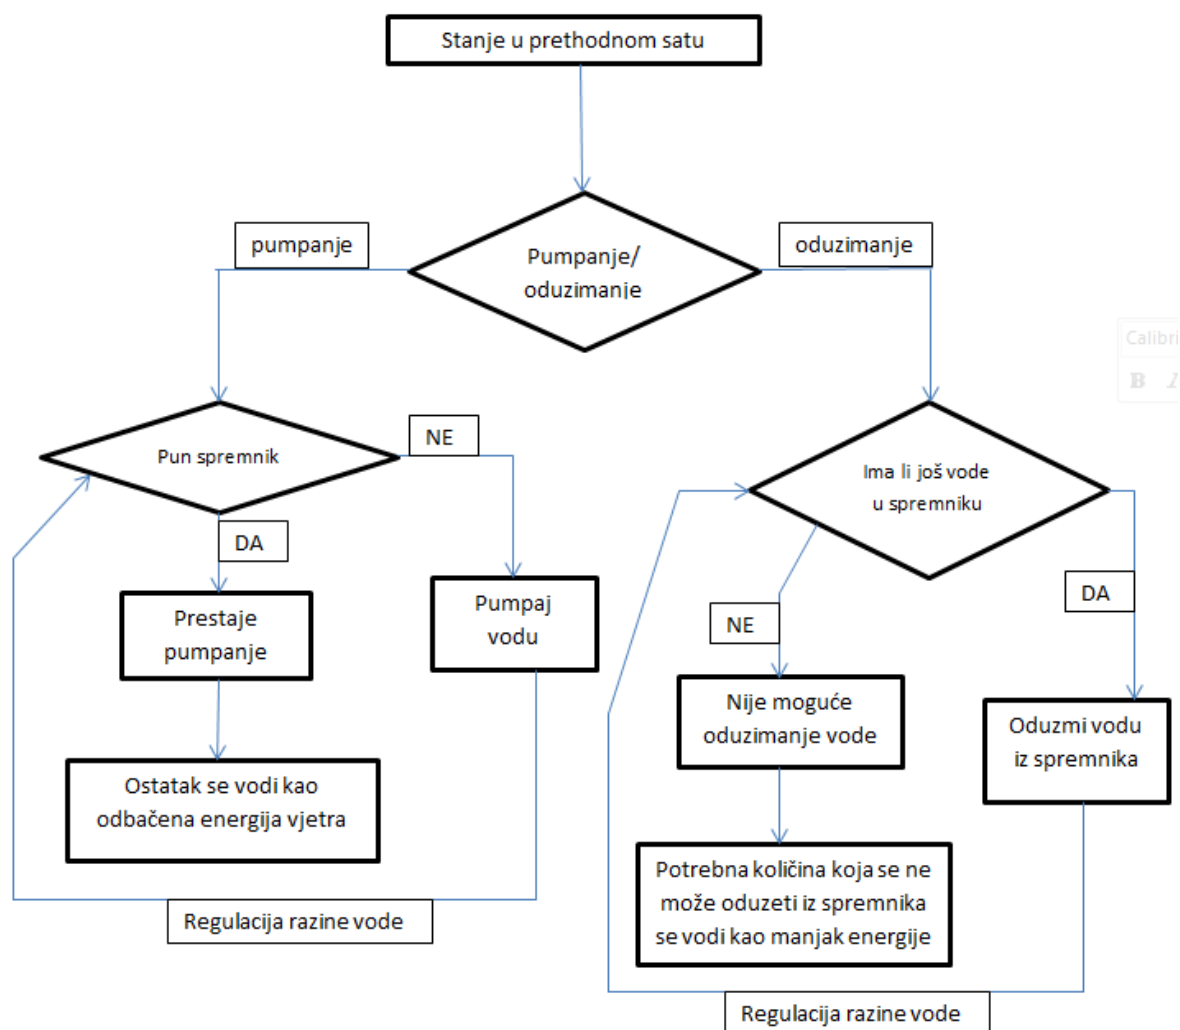 Stanje u prethodnom satu
pumpanje
oduzimanje
Pumpanje/
oduzimanje
Calibri
B I
NE
Pun spremnik
Ima li još vode
u spremniku
DA
DA
Pumpaj
vodu
NE
Prestaje
pumpanje
Nije moguće
oduzimanje vode
Oduzmi vodu
iz spremnika
Ostatak se vodi kao
odbačena energija vjetra
Potrebna količina koja se ne
može oduzeti iz spremnika
se vodi kao manjak energije
Regulacija razine vode
Regulacija razine vode